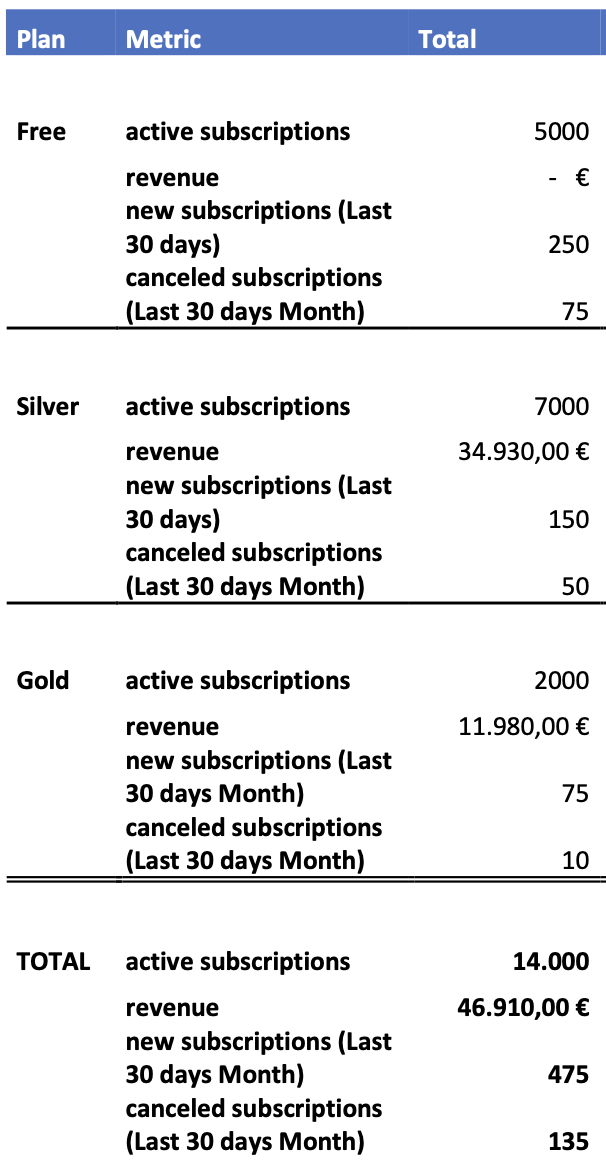 Plan Metric Total
Free active subscriptions 5000
revenue - €
new subscriptions (Last
30 days) 250
canceled subscriptions
(Last 30 days Month) 75
Silver active subscriptions 7000
revenue 34.930,00 €
new subscriptions (Last
30 days) 150
canceled subscriptions
(Last 30 days Month) 50
Gold active subscriptions 2000
revenue 11.980,00 €
new subscriptions (Last
30 days Month) 75
canceled subscriptions
(Last 30 days Month) 10
TOTAL active subscriptions 14.000
revenue 46.910,00 €
new subscriptions (Last
30 days Month) 475
canceled subscriptions
(Last 30 days Month) 135